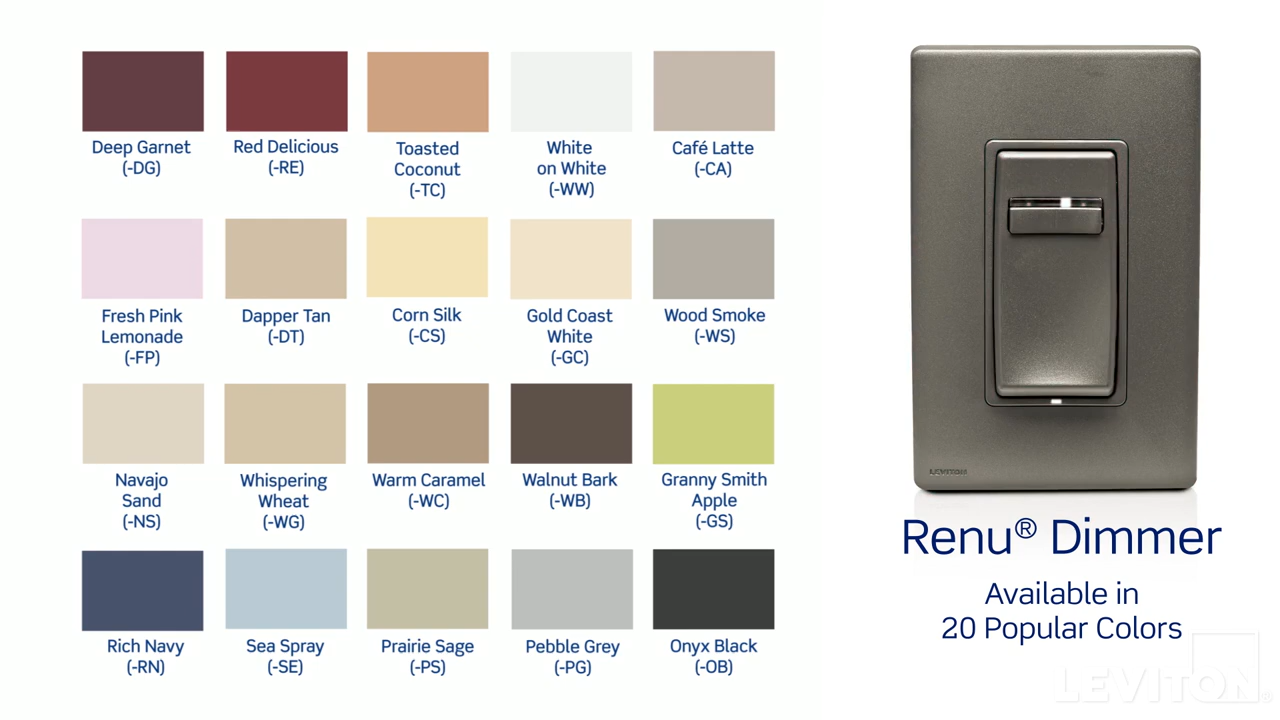 Deep Garnet
(-DG)
Red Delicious
(-RE)
Toasted
Coconut
(-TC)
White
on White
(-WW)
Café Latte
(-CA)
Fresh Pink
Lemonade
(-FP)
Dapper Tan
(-DT)
Corn Silk
(-CS)
Gold Coast
White
(-GC)
Wood Smoke
(-WS)
Navajo
Sand
(-NS)
Whispering
Wheat
(-WG)
Warm Caramel
(-WC)
Walnut Bark
(-WB)
Granny Smith
Apple
(-GS)
Rich Navy
(-RN)
Sea Spray
(-SE)
Prairie Sage
(-PS)
Pebble Grey
(-PG)
Onyx Black
(-OB)
LEVITON
Renu® Dimmer
Available in
20 Popular Colors
LEVITON®